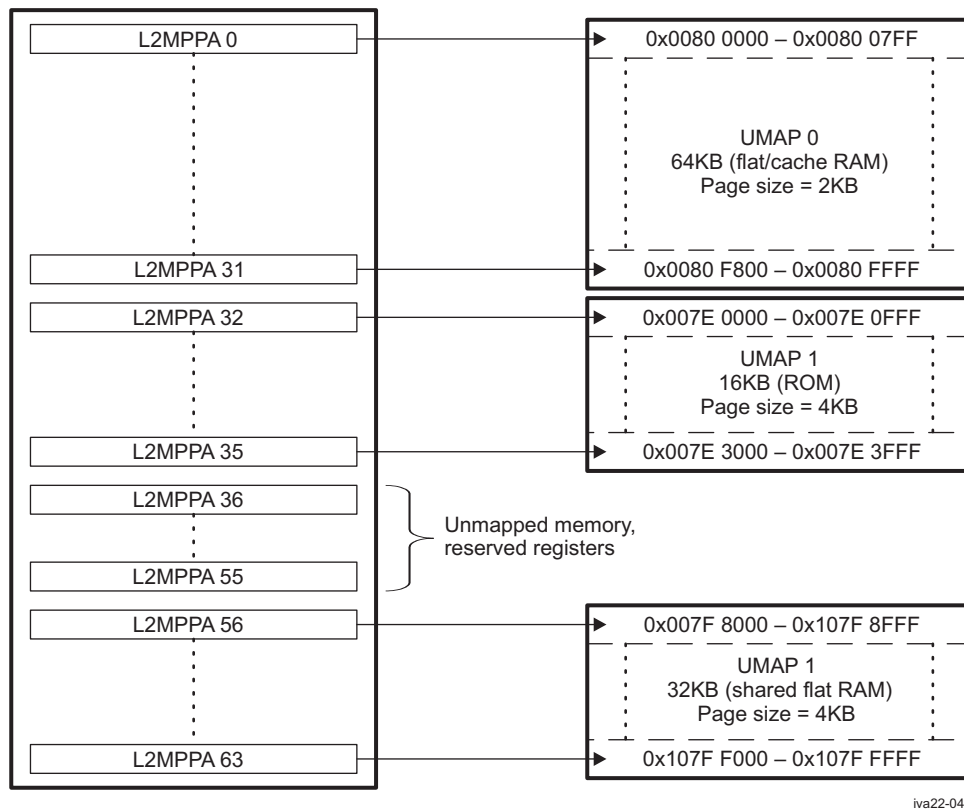 L2MPPA 0
0x0080 0000 – 0x0080 07FF
UMAP 0
64KB (flat/cache RAM)
Page size = 2KB
L2MPPA 31
0x0080 F800 – 0x0080 FFFF
L2MPPA 32
0x007E 0000 – 0x007E 0FFF
UMAP 1
16KB (ROM)
Page size = 4KB
L2MPPA 35
0x007E 3000 – 0x007E 3FFF
L2MPPA 36
Unmapped memory,
reserved registers
L2MPPA 55
L2MPPA 56
0x007F 8000 – 0x107F 8FFF
UMAP 1
32KB (shared flat RAM)
Page size = 4KB
L2MPPA 63
0x107F F000 – 0x107F FFFF